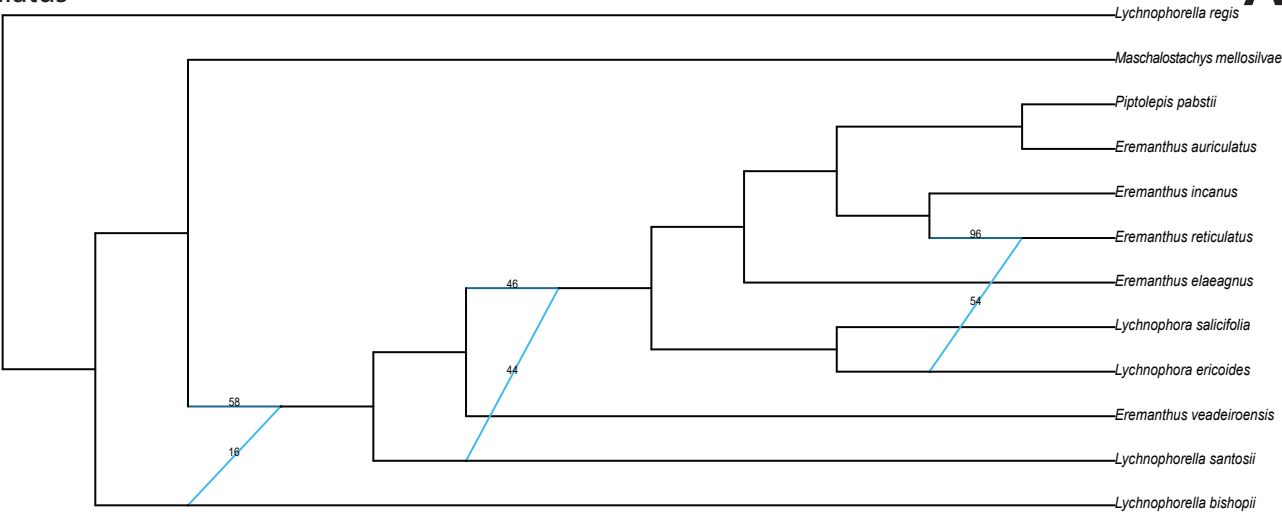 Lychnophorella regis
Maschalostachys mellosilvae
Piptolepis pabstii
Eremanthus auriculatus
Eremanthus incanus
96
Eremanthus reticulatus
Eremanthus elaeagnus
46
54
Lychnophora salicifolia
44
Lychnophora ericoides
58
Eremanthus veadeiroensis
16
Lychnophorella santosii
Lychnophorella bishopii